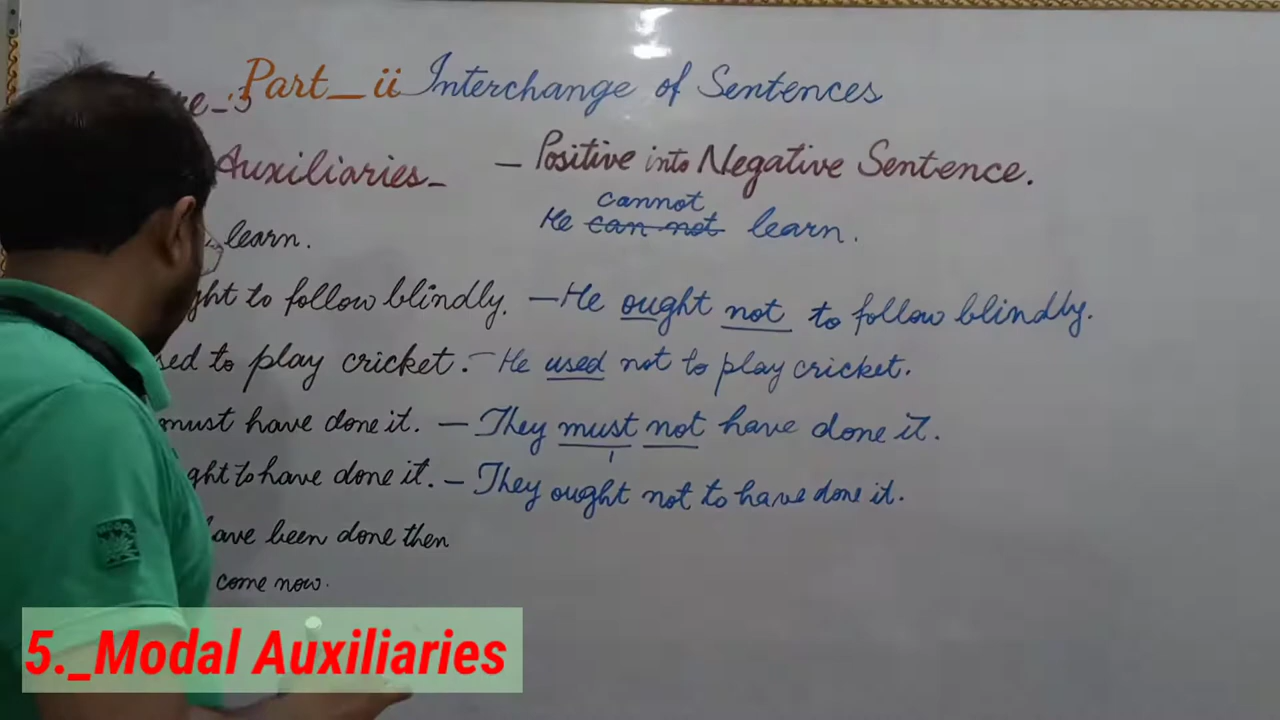 Part_ii Interchange of Sentences
Auxiliaries_ – Positive into Negative Sentence.
cannot
learn. He can not learn.
ght to follow blindly. – He ought not to follow blindly.
sed to play cricket. – He used not to play cricket.
must have done it. – They must not have done it.
ght to have done it. – They ought not to have done it.
have been done then
come now.
5._Modal Auxiliaries